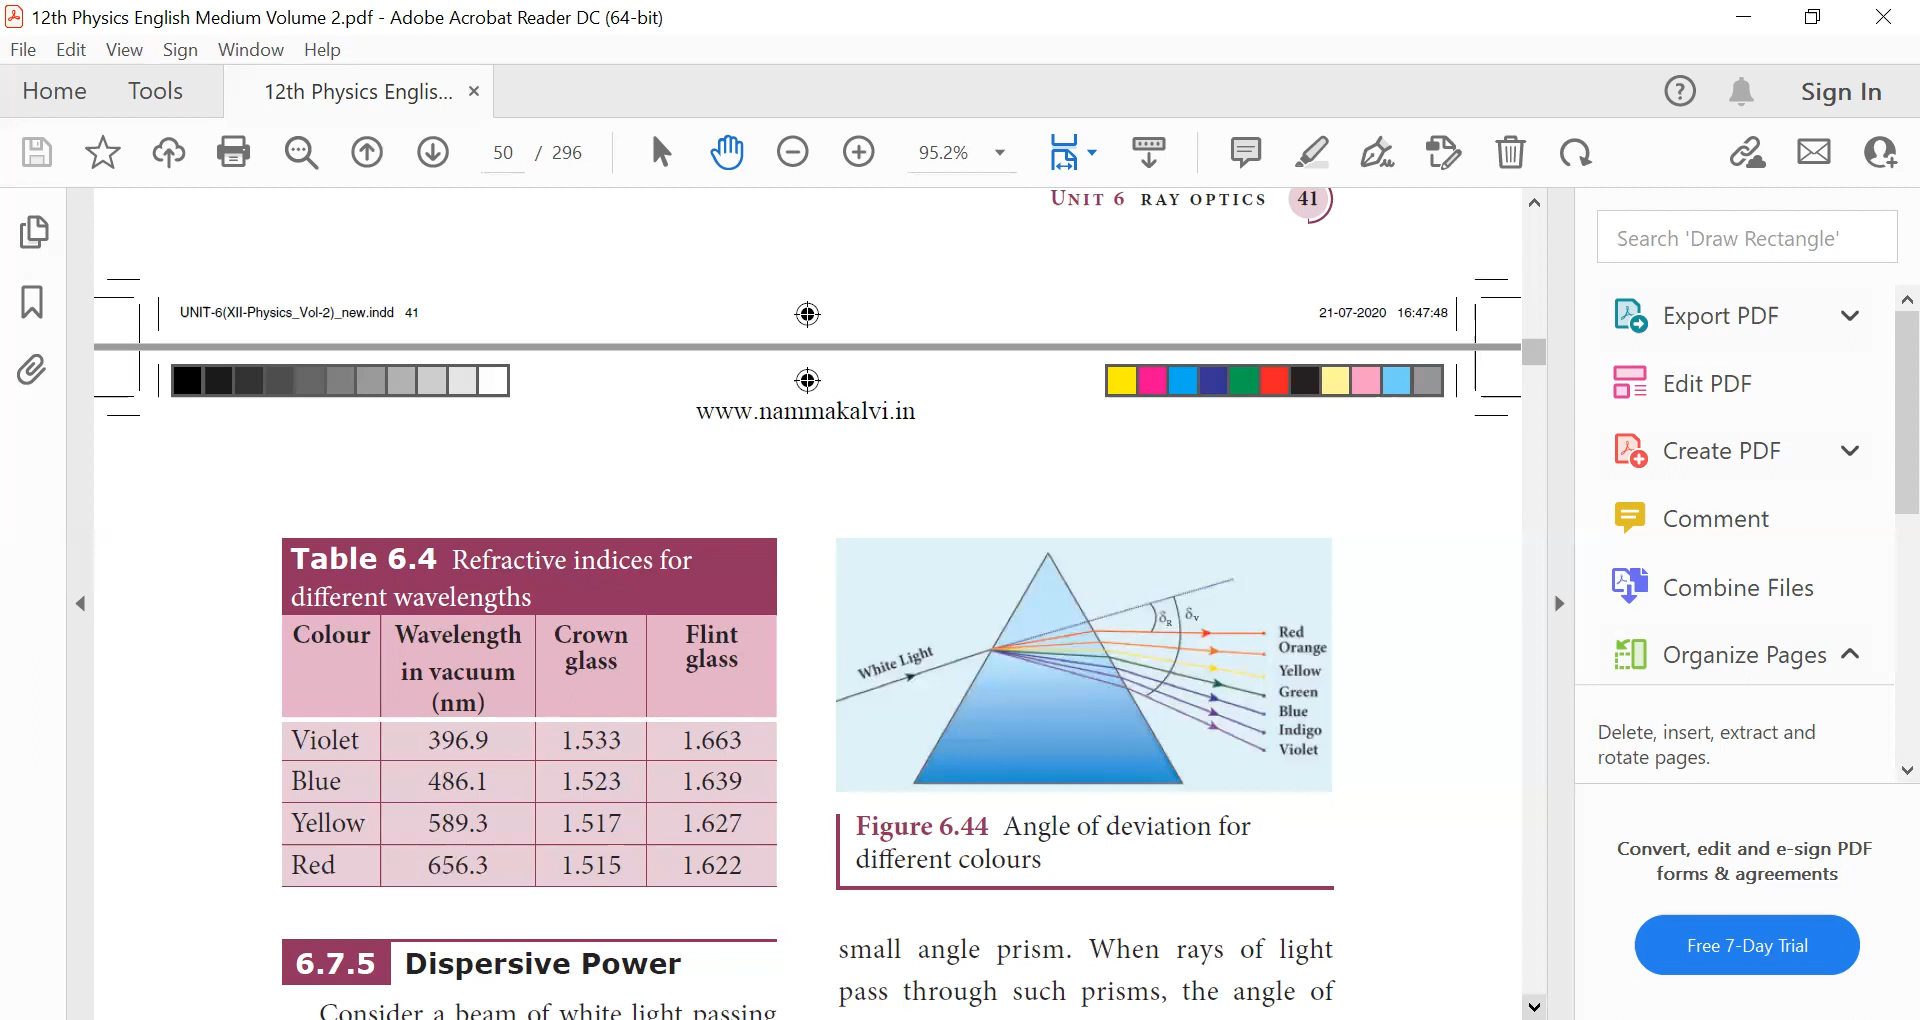 12th Physics English Medium Volume 2.pdf - Adobe Acrobat Reader DC (64-bit)
File Edit View Sign Window Help
Home Tools 12th Physics Englis... × Sign In
50 / 296 95.2%
UNIT 6 RAY OPTICS 41
UNIT-6(XII-Physics_Vol-2)_new.indd 41 21-07-2020 16:47:48
www.nammakalvi.in
Table 6.4 Refractive indices for
different wavelengths
Colour Wavelength in vacuum (nm) Crown glass Flint glass
Violet 396.9 1.533 1.663
Blue 486.1 1.523 1.639
Yellow 589.3 1.517 1.627
Red 656.3 1.515 1.622
6.7.5 Dispersive Power
Consider a beam of white light passing
White Light
δR δv
Red
Orange
Yellow
Green
Blue
Indigo
Violet
Figure 6.44 Angle of deviation for
different colours
small angle prism. When rays of light
pass through such prisms, the angle of
Search 'Draw Rectangle'
Export PDF
Edit PDF
Create PDF
Comment
Combine Files
Organize Pages
Delete, insert, extract and
rotate pages.
Convert, edit and e-sign PDF
forms & agreements
Free 7-Day Trial